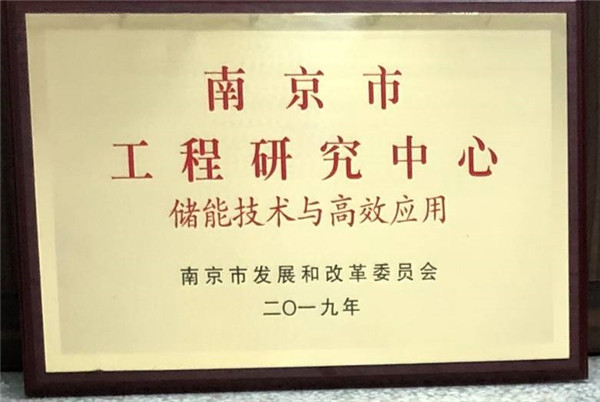 南京市
工程研究中心
储能技术与高效应用
南京市发展和改革委员会
二〇一九年